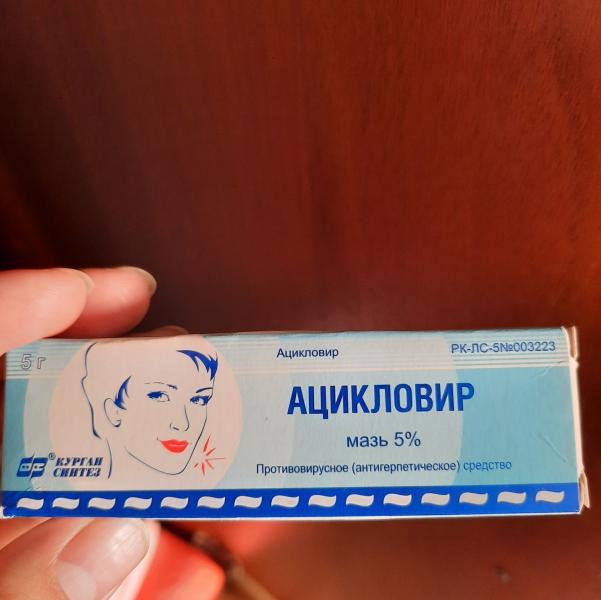 5 г
Ацикловир
РК-ЛС-5№003223
АЦИКЛОВИР
мазь 5%
Противовирусное (антигерпетическое) средство
® КУРГАН
СИНТЕЗ